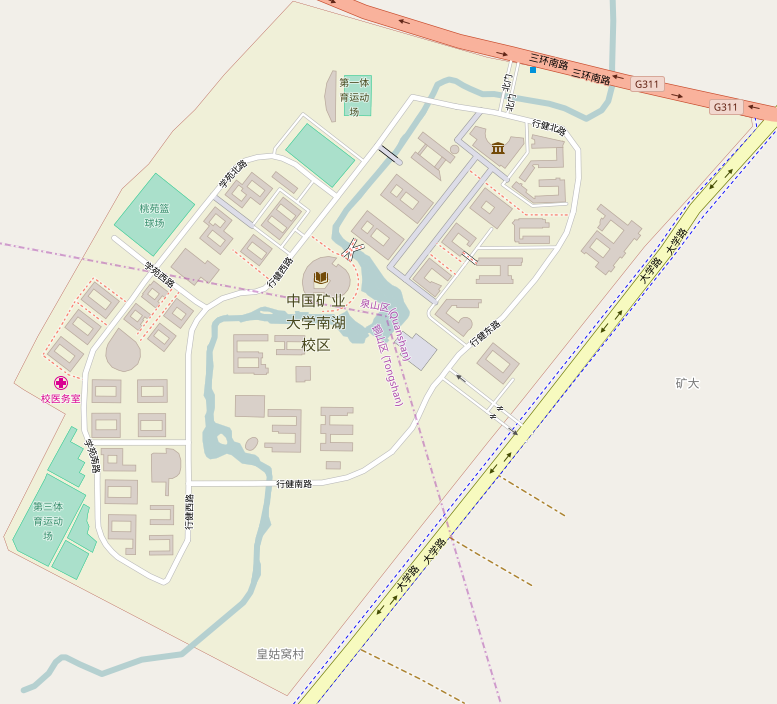 三环南路 三环南路
G311
G311
第一体
育运动
场
北门
北门
行健北路
学苑北路
桃苑篮
球场
大学路 大学路
学苑西路
行健西路
中国矿业
大学南湖
校区
泉山区 (Quanshan)
铜山区 (Tongshan)
行健东路
矿大
校医务室
学苑南路
行健西路
行健南路
第三体
育运动
场
大学路 大学路
皇姑窝村